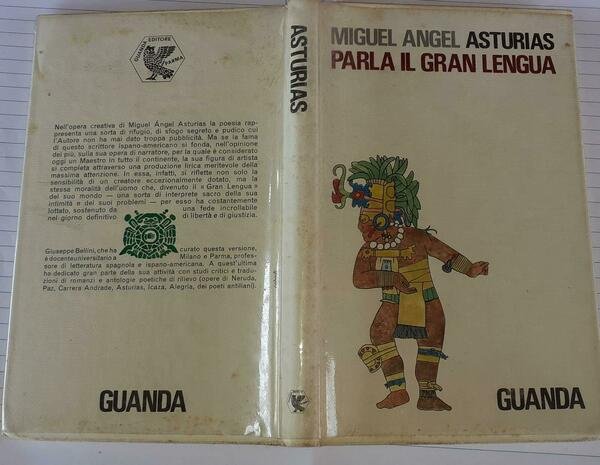 GUANDA EDITORE
PARMA
Nell'opera creativa di Miguel Ángel Asturias la poesia rap-
presenta una sorta di rifugio, di sfogo segreto e pudico cui
l'Autore non ha mai dato troppa pubblicità. Ma se la fama
di questo scrittore ispano-americano si fonda, nell'opinione
dei più, sulla sua opera di narratore, per la quale è considerato
oggi un Maestro in tutto il continente, la sua figura di artista
si completa attraverso una produzione lirica meritevole della
massima attenzione. In essa, infatti, si riflette non solo la
sensibilità di un creatore eccezionalmente dotato, ma la
stessa moralità dell'uomo che, divenuto il « Gran Lengua »
del suo mondo — una sorta di interprete sacro della sua
infimità e dei suoi problemi — per esso ha costantemente
lottato, sostenuto da una fede incrollabile
nel giorno definitivo di libertà e di giustizia.
Giuseppe Bellini, che ha curato questa versione,
è docente universitario a Milano e Parma, profes-
sore di letteratura spagnola e ispano-americana. A quest'ultima
ha dedicato gran parte della sua attività con studi critici e tradu-
zioni di romanzi e antologie poetiche di rilievo (opere di Neruda,
Paz, Carrera Andrade, Asturias, Icaza, Alegria, dei poeti antillani).
GUANDA
ASTURIAS
MIGUEL ANGEL ASTURIAS
PARLA IL GRAN LENGUA
GUANDA